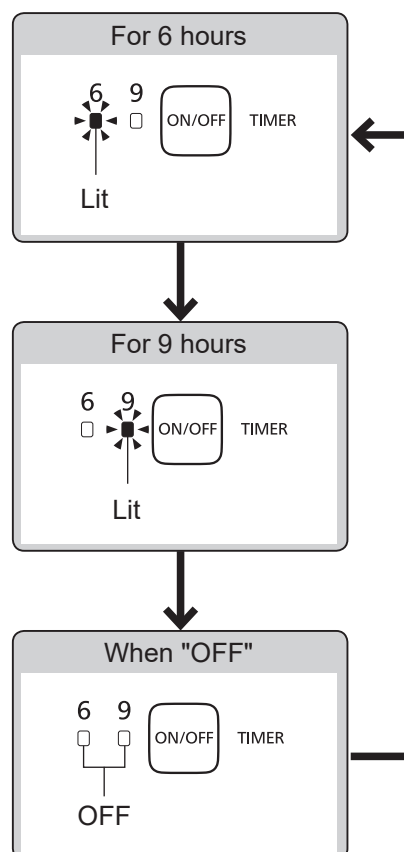 For 6 hours
6 9 ON/OFF TIMER
Lit
For 9 hours
6 9 ON/OFF TIMER
Lit
When "OFF"
6 9 ON/OFF TIMER
OFF